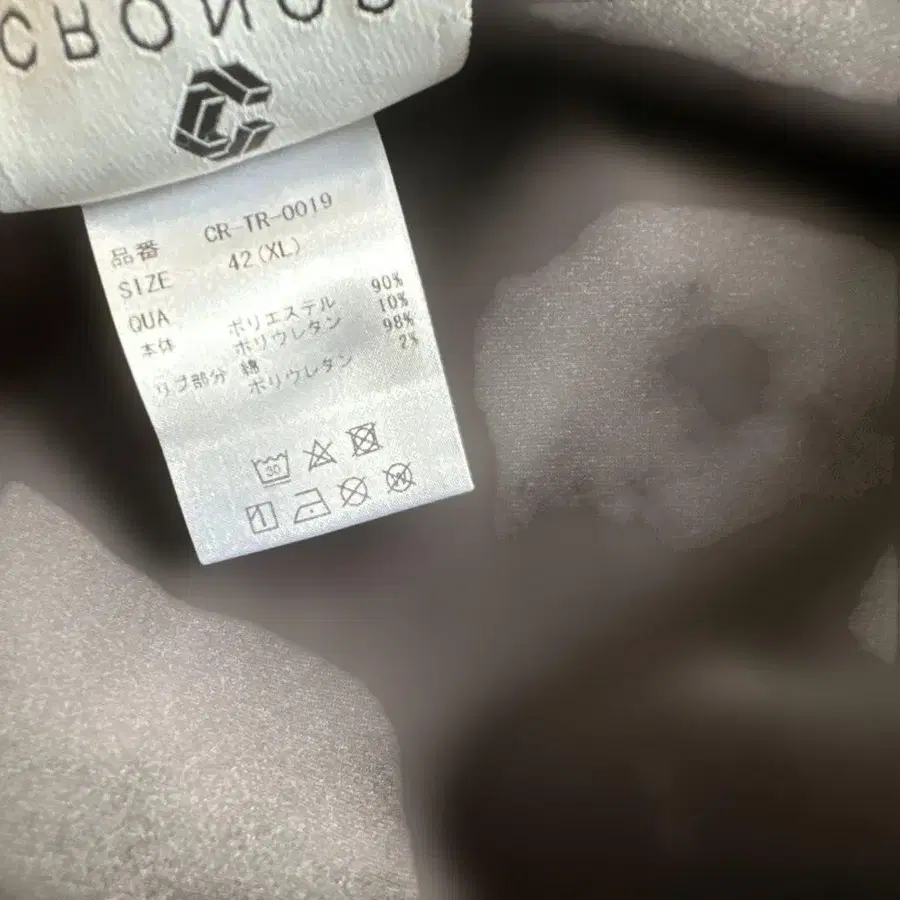 CRONOS
品番 CR-TR-0019
SIZE 42(XL)
QUA
本体 ポリエステル 90%
ポリウレタン 10%
リブ部分 綿 98%
ポリウレタン 2%
30